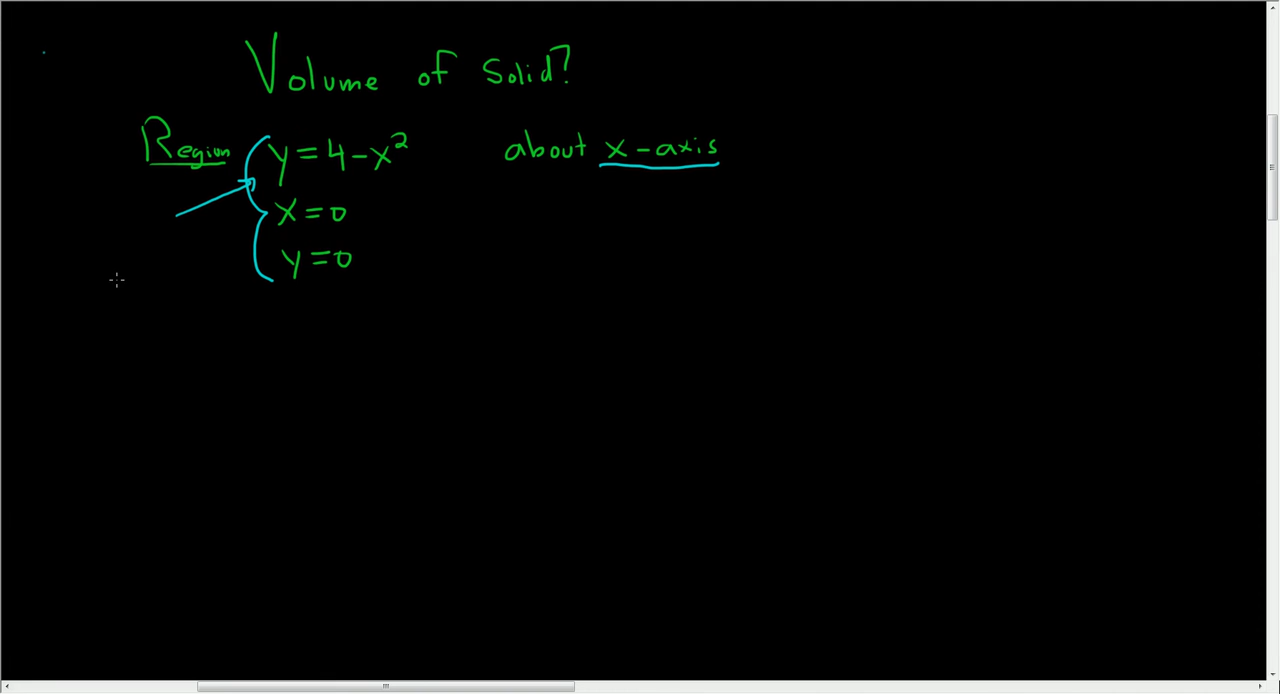 Volume of Solid?
Region y = 4 - x² about x-axis
x = 0
y = 0